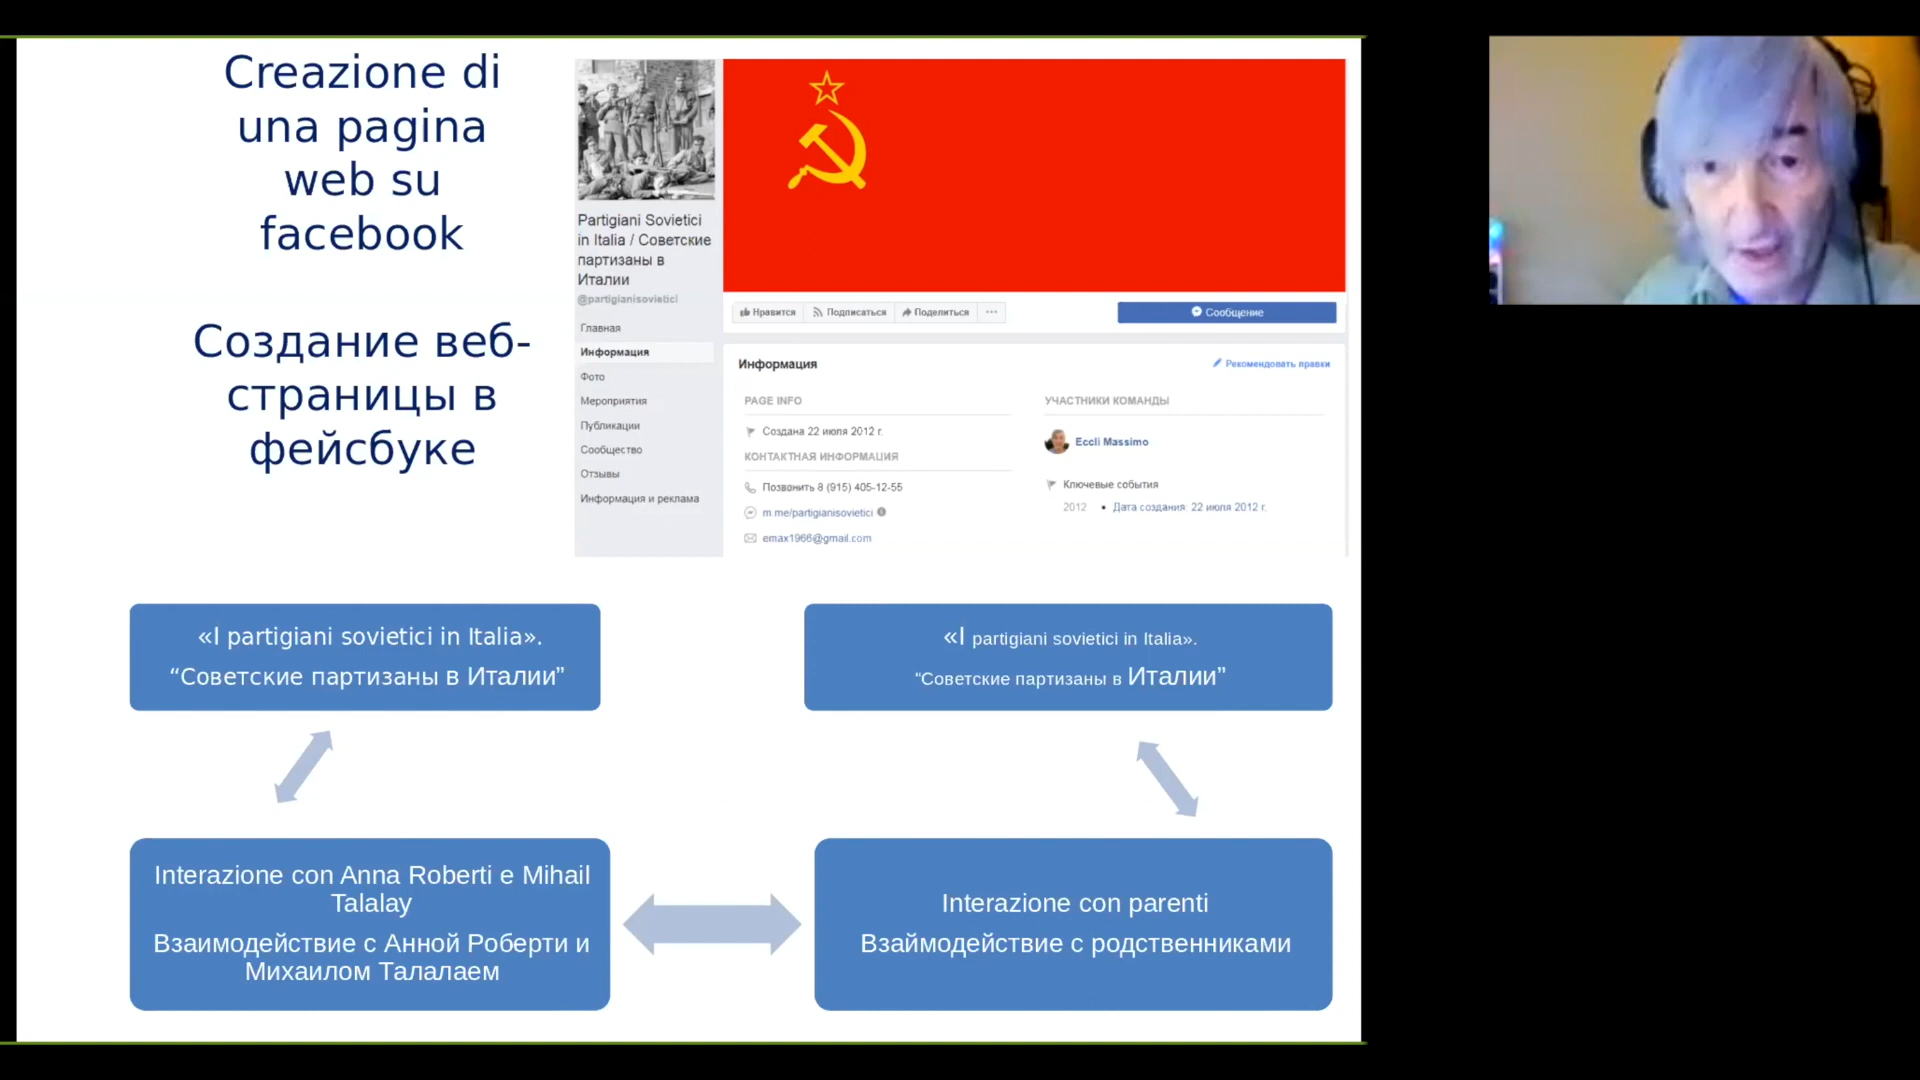 Creazione di
una pagina
web su
facebook
Создание веб-
страницы в
фейсбуке
Partigiani Sovietici
in Italia / Советские
партизаны в
Италии
@partigianisovietici
Главная
Информация
Фото
Мероприятия
Публикации
Сообщество
Отзывы
Информация и реклама
Нравится Подписаться Поделиться ···
Сообщение
Информация
Рекомендовать правки
PAGE INFO
Создана 22 июля 2012 г.
КОНТАКТНАЯ ИНФОРМАЦИЯ
Позвонить 8 (915) 405-12-55
m.me/partigianisovietici
emax1966@gmail.com
УЧАСТНИКИ КОМАНДЫ
Eccli Massimo
Ключевые события
2012 • Дата создания: 22 июля 2012 г.
«I partigiani sovietici in Italia».
“Советские партизаны в Италии”
«I partigiani sovietici in Italia».
“Советские партизаны в Италии”
Interazione con Anna Roberti e Mihail
Talalay
Взаимодействие с Анной Роберти и
Михаилом Талалаем
Interazione con parenti
Взаймодействие с родственниками